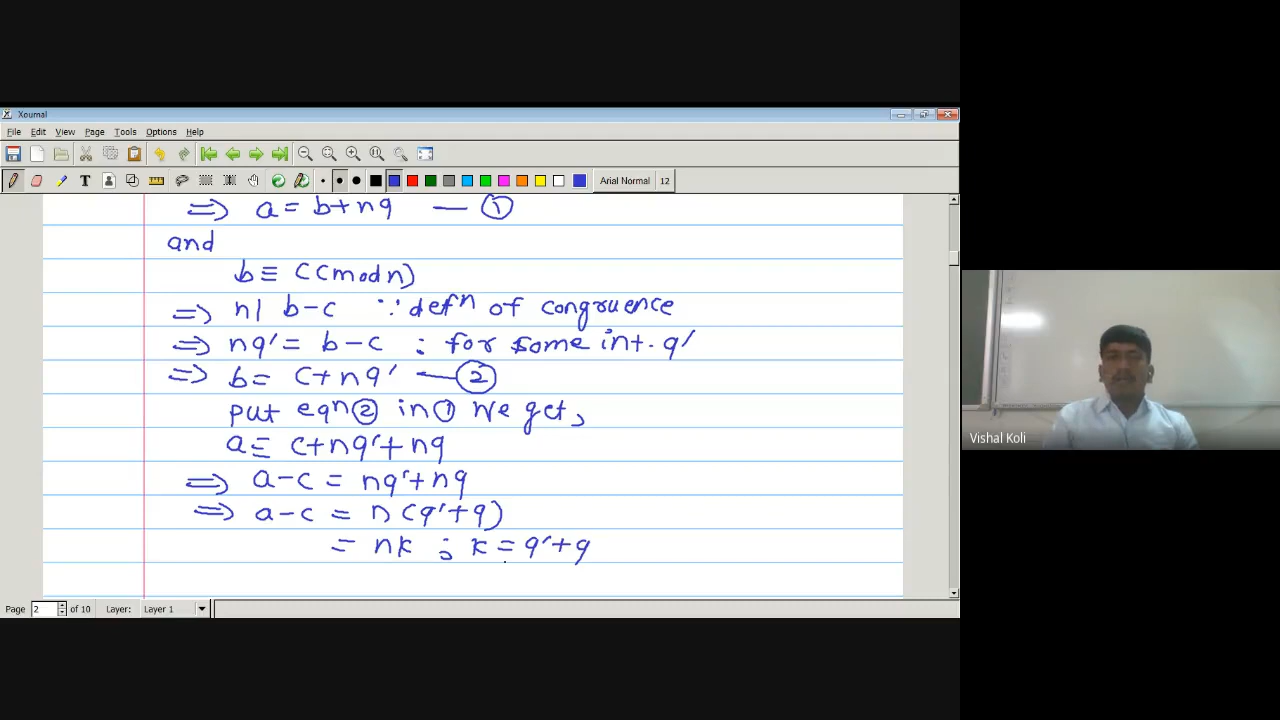 Xournal
File Edit View Page Tools Options Help
T Arial Normal 12
⇒ a = b+nq — ①
and
b ≡ c(mod n)
⇒ n| b-c ∵ defn of congruence
⇒ nq' = b-c ; for some int. q'
⇒ b = c+nq' — ②
put eqn② in ① We get,
a = c+nq'+nq
⇒ a-c = nq'+nq
⇒ a-c = n(q'+q)
= nk ; k = q'+q
Vishal Koli
Page 2 of 10 Layer: Layer 1